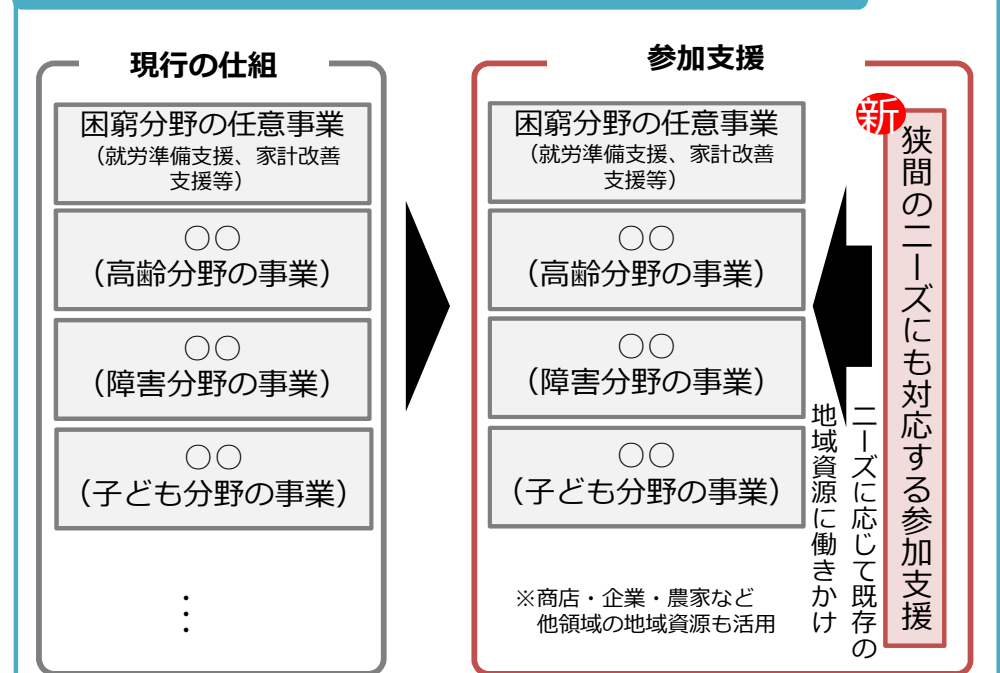 現行の仕組
困窮分野の任意事業
(就労準備支援、家計改善
支援等)
○○
(高齢分野の事業)
○○
(障害分野の事業)
○○
(子ども分野の事業)
⋮
参加支援
困窮分野の任意事業
(就労準備支援、家計改善
支援等)
○○
(高齢分野の事業)
○○
(障害分野の事業)
○○
(子ども分野の事業)
※商店・企業・農家など
他領域の地域資源も活用
新
狭間のニーズにも対応する参加支援
ニーズに応じて既存の
地域資源に働きかけ